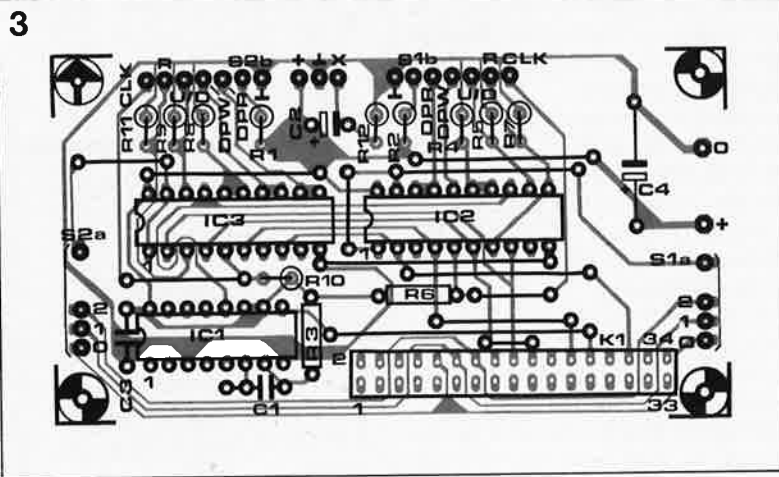 3
CLK R S2b + ⊥ X S1b R CLK
R11 R9 R8 DPW DPR C2 R12 R2 DPR DPW R4 R5 R7
R1
0
C4
+
IC3 IC2
S2a
S1a
R10
R6
2 2
1 IC1 R3 K1 34 1
0 2 0
C3 1 C1 1 33